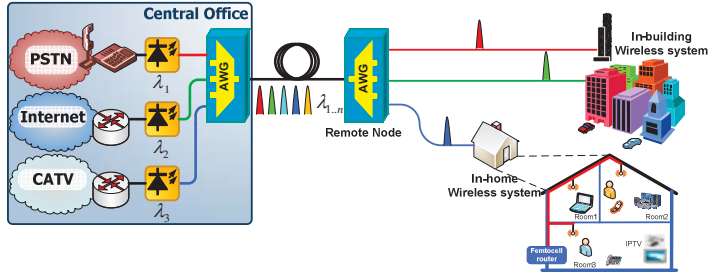 Central Office
PSTN
λ1
AWG
Internet
λ2
CATV
λ3
λ1..n
AWG
Remote Node
In-building
Wireless system
In-home
Wireless system
Room1
Room2
Femtocell
router
Room3
IPTV